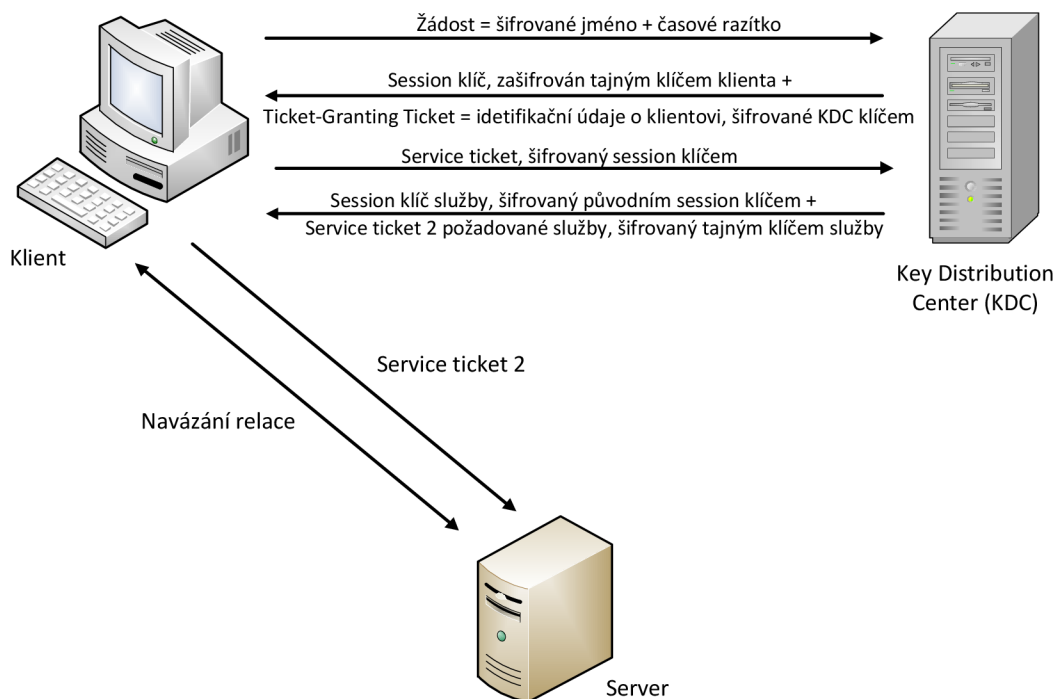 Žádost = šifrované jméno + časové razítko
Session klíč, zašifrován tajným klíčem klienta +
Ticket-Granting Ticket = idetifikační údaje o klientovi, šifrované KDC klíčem
Service ticket, šifrovaný session klíčem
Session klíč služby, šifrovaný původním session klíčem +
Service ticket 2 požadované služby, šifrovaný tajným klíčem služby
Klient
Key Distribution
Center (KDC)
Service ticket 2
Navázání relace
Server